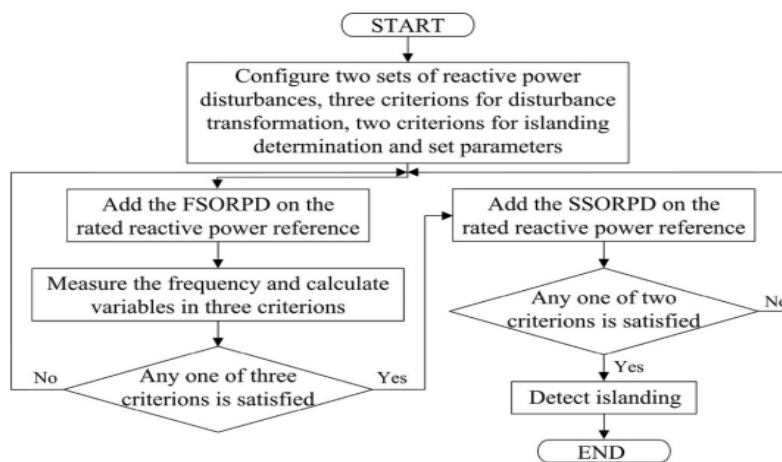 START
Configure two sets of reactive power
disturbances, three criterions for disturbance
transformation, two criterions for islanding
determination and set parameters
Add the FSORPD on the
rated reactive power reference
Measure the frequency and calculate
variables in three criterions
Any one of three
criterions is satisfied
No
Yes
Add the SSORPD on the
rated reactive power reference
Any one of two
criterions is satisfied
No
Yes
Detect islanding
END